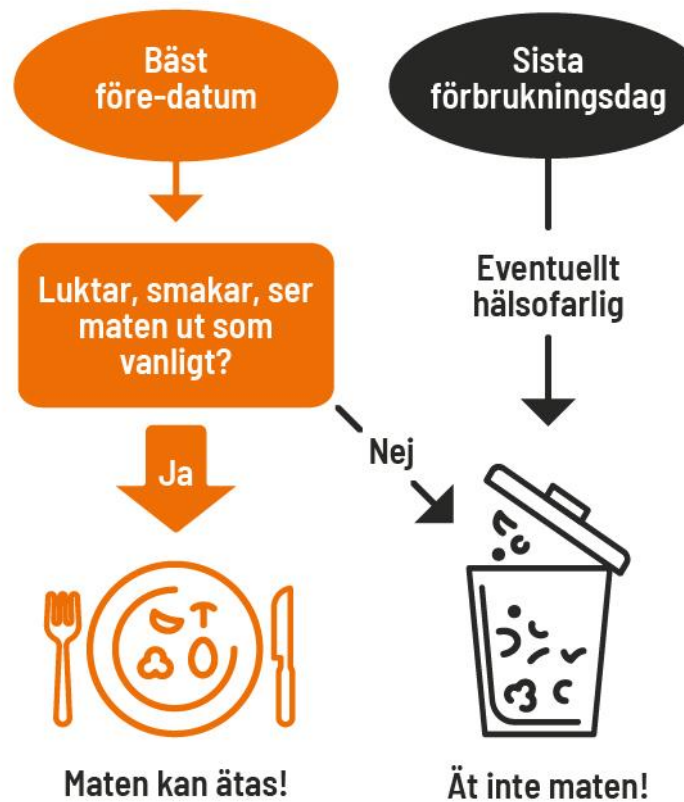 Bäst
före-datum
Sista
förbrukningsdag
Luktar, smakar, ser
maten ut som
vanligt?
Eventuellt
hälsofarlig
Ja
Nej
Maten kan ätas!
Ät inte maten!